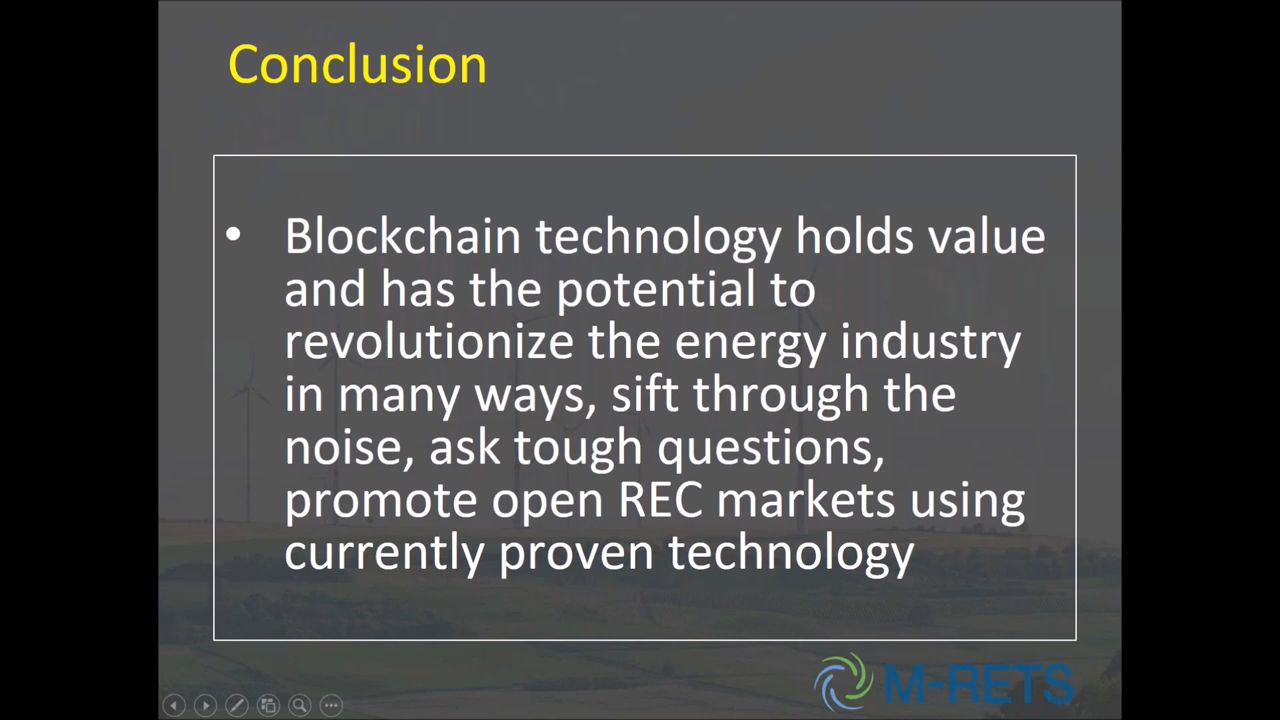 Conclusion
• Blockchain technology holds value
and has the potential to
revolutionize the energy industry
in many ways, sift through the
noise, ask tough questions,
promote open REC markets using
currently proven technology
M-RETS